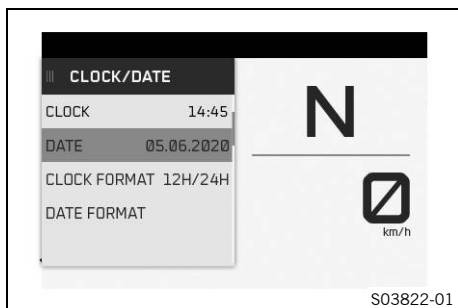 CLOCK/DATE
CLOCK 14:45
DATE 05.06.2020
CLOCK FORMAT 12H/24H
DATE FORMAT
N
0
km/h
S03822-01